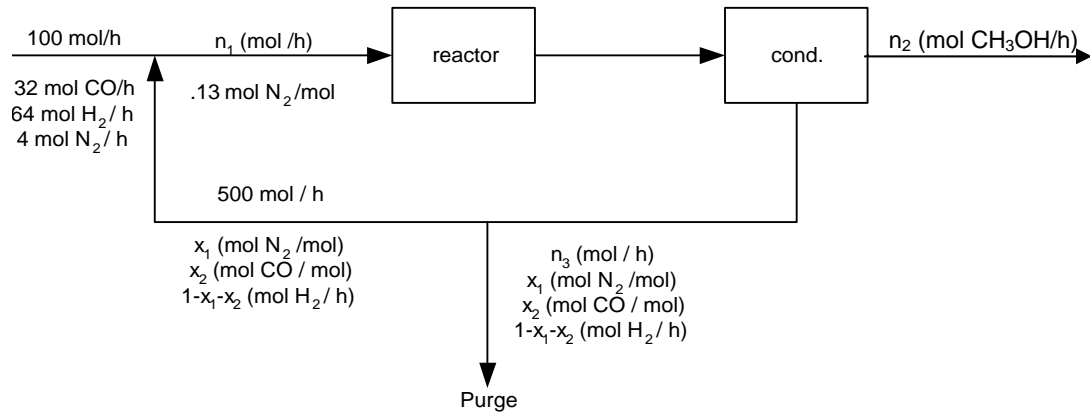 100 mol/h
n₁ (mol /h)
reactor
cond.
n₂ (mol CH₃OH/h)
32 mol CO/h
64 mol H₂/ h
4 mol N₂/ h
.13 mol N₂/mol
500 mol / h
x₁ (mol N₂ /mol)
x₂ (mol CO / mol)
1-x₁-x₂ (mol H₂/ h)
n₃ (mol / h)
x₁ (mol N₂ /mol)
x₂ (mol CO / mol)
1-x₁-x₂ (mol H₂/ h)
Purge